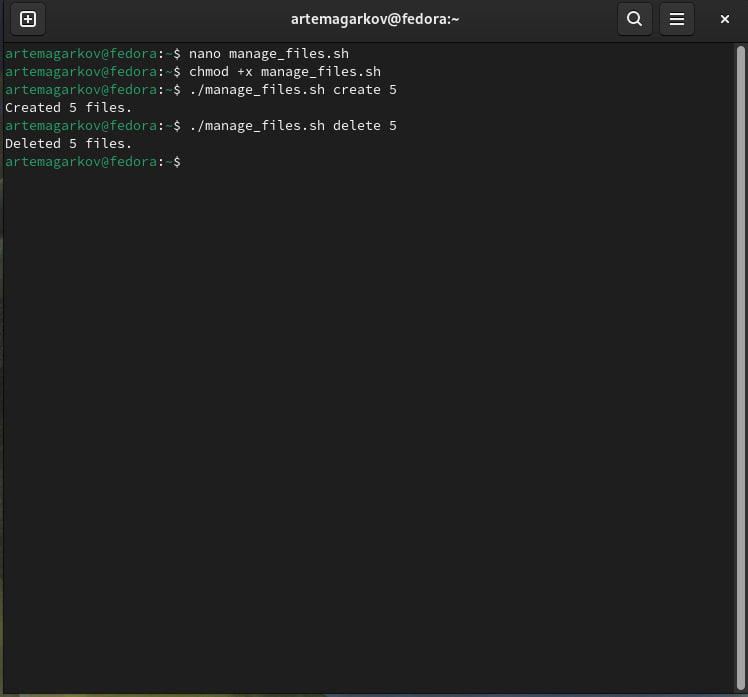 artemagarkov@fedora:~
artemagarkov@fedora:~$ nano manage_files.sh
artemagarkov@fedora:~$ chmod +x manage_files.sh
artemagarkov@fedora:~$ ./manage_files.sh create 5
Created 5 files.
artemagarkov@fedora:~$ ./manage_files.sh delete 5
Deleted 5 files.
artemagarkov@fedora:~$